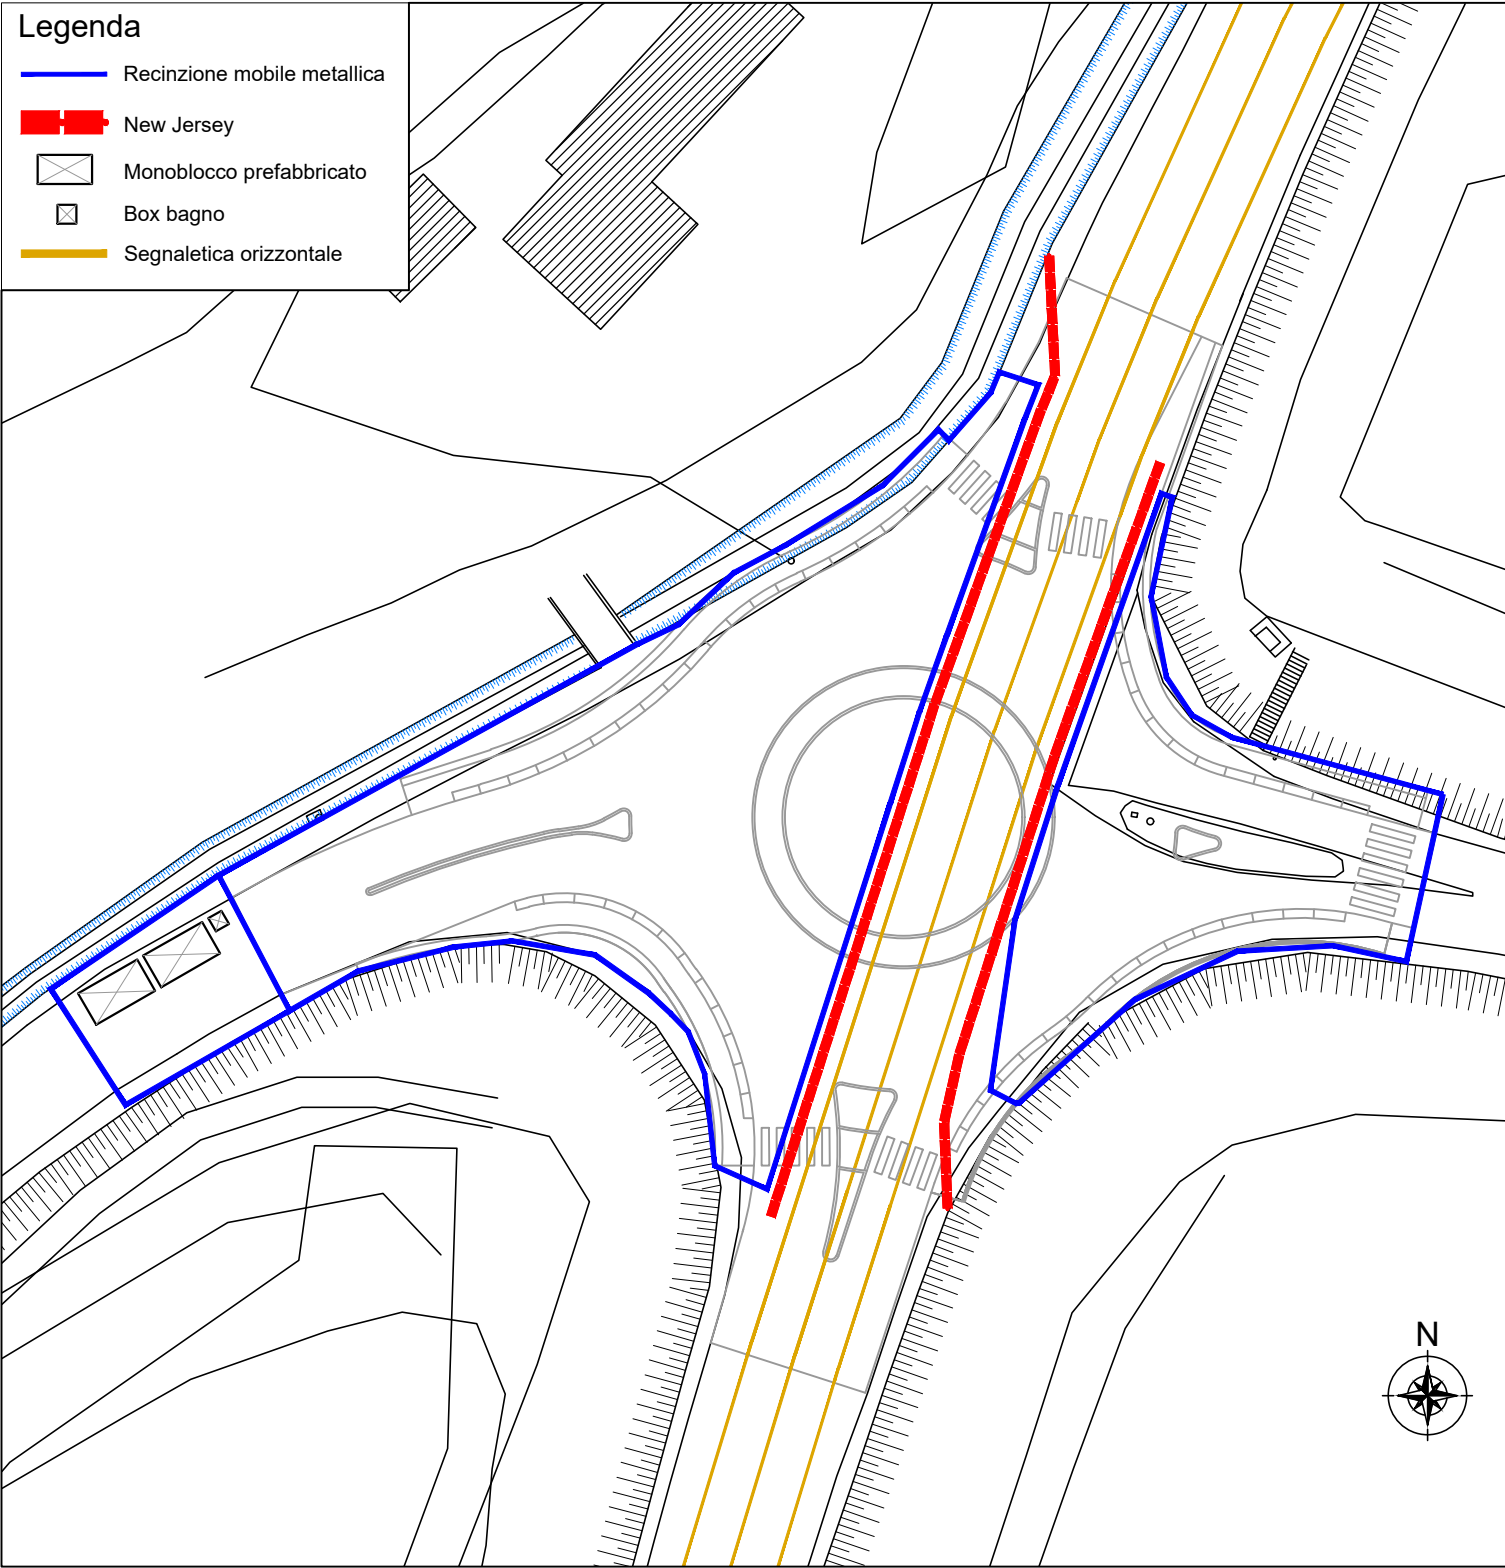 Legenda
Recinzione mobile metallica
New Jersey
Monoblocco prefabbricato
Box bagno
Segnaletica orizzontale
N